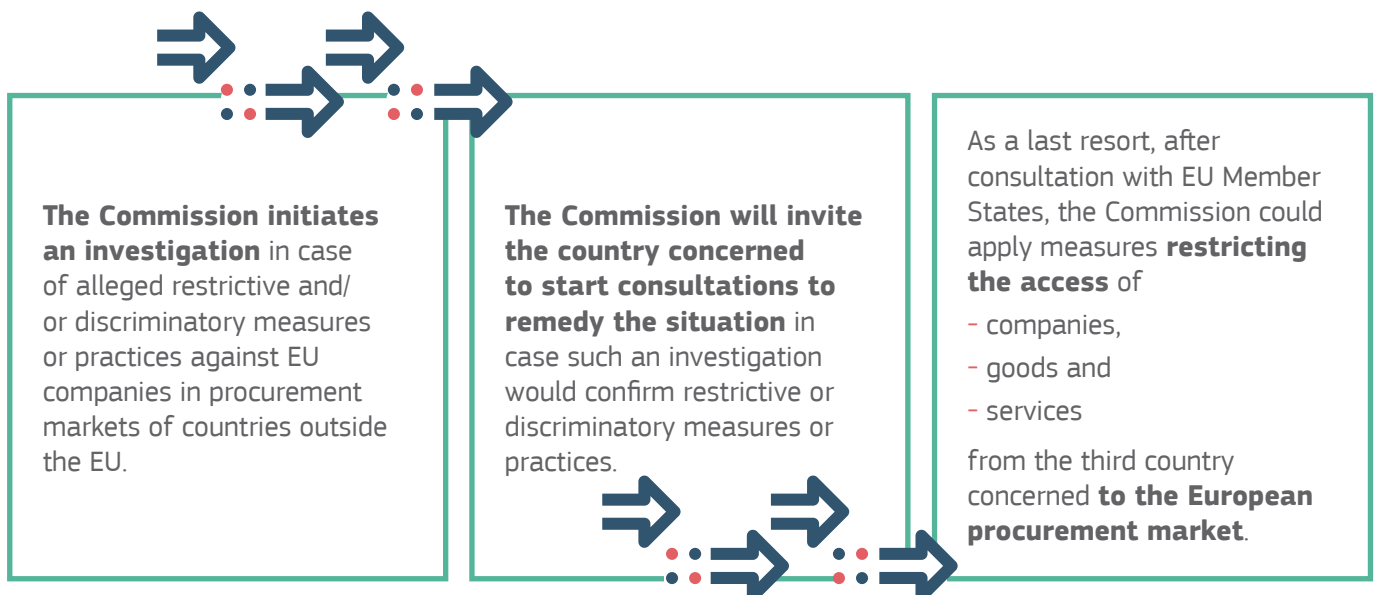 The Commission initiates
an investigation in case
of alleged restrictive and/
or discriminatory measures
or practices against EU
companies in procurement
markets of countries outside
the EU.
The Commission will invite
the country concerned
to start consultations to
remedy the situation in
case such an investigation
would confirm restrictive or
discriminatory measures or
practices.
As a last resort, after
consultation with EU Member
States, the Commission could
apply measures restricting
the access of
- companies,
- goods and
- services
from the third country
concerned to the European
procurement market.